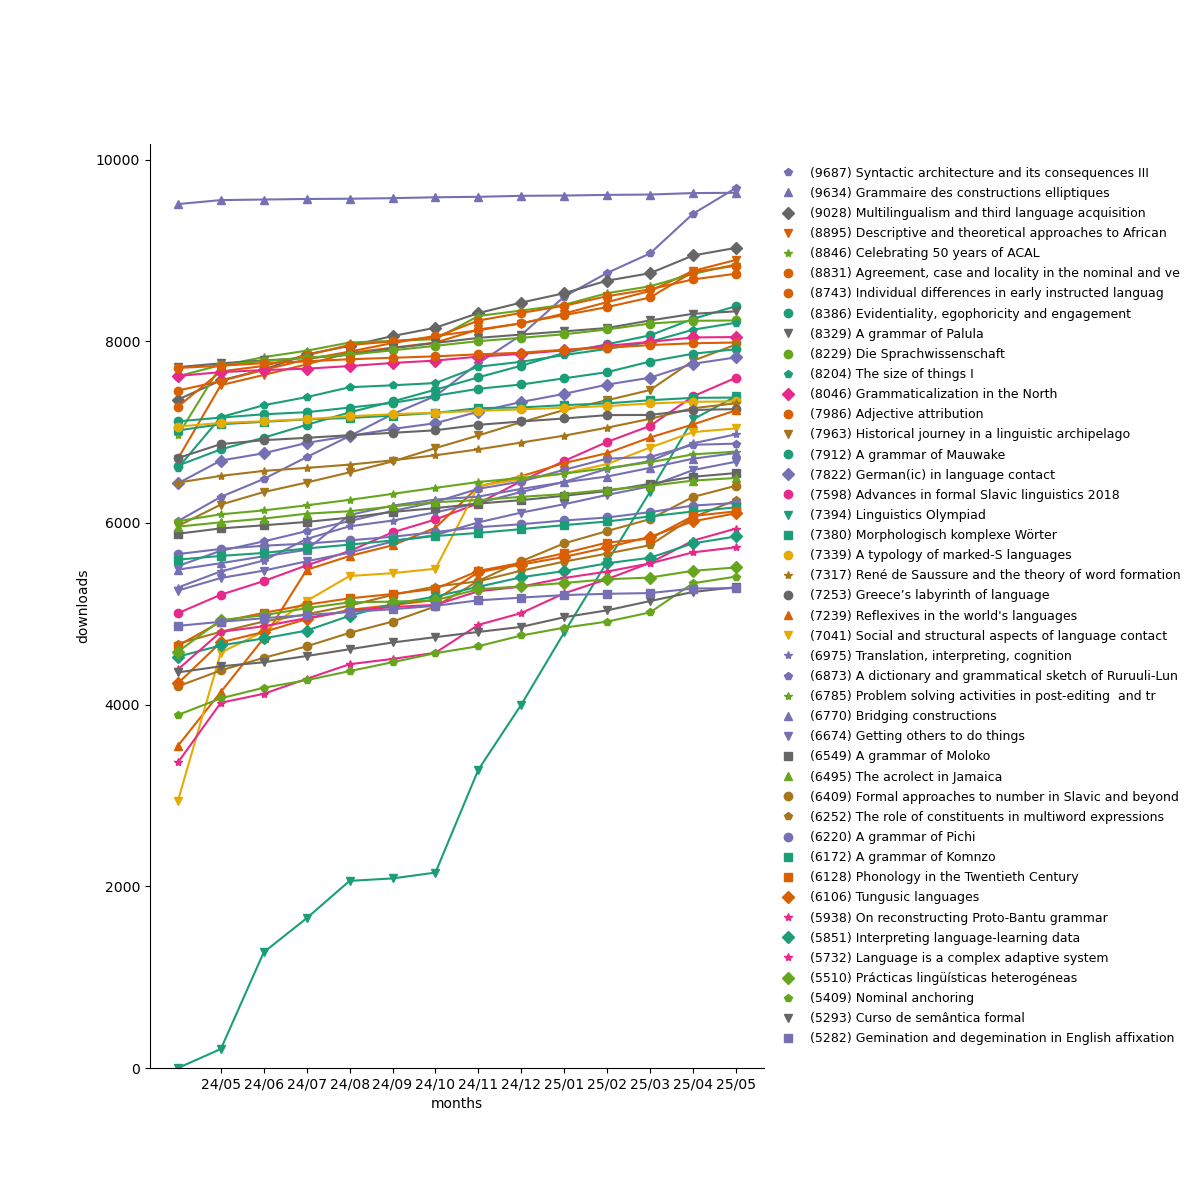 10000
8000
6000
4000
2000
0
downloads
24/05 24/06 24/07 24/08 24/09 24/10 24/11 24/12 25/01 25/02 25/03 25/04 25/05
months
(9687) Syntactic architecture and its consequences III
(9634) Grammaire des constructions elliptiques
(9028) Multilingualism and third language acquisition
(8895) Descriptive and theoretical approaches to African
(8846) Celebrating 50 years of ACAL
(8831) Agreement, case and locality in the nominal and ve
(8743) Individual differences in early instructed languag
(8386) Evidentiality, egophoricity and engagement
(8329) A grammar of Palula
(8229) Die Sprachwissenschaft
(8204) The size of things I
(8046) Grammaticalization in the North
(7986) Adjective attribution
(7963) Historical journey in a linguistic archipelago
(7912) A grammar of Mauwake
(7822) German(ic) in language contact
(7598) Advances in formal Slavic linguistics 2018
(7394) Linguistics Olympiad
(7380) Morphologisch komplexe Wörter
(7339) A typology of marked-S languages
(7317) René de Saussure and the theory of word formation
(7253) Greece’s labyrinth of language
(7239) Reflexives in the world's languages
(7041) Social and structural aspects of language contact
(6975) Translation, interpreting, cognition
(6873) A dictionary and grammatical sketch of Ruruuli-Lun
(6785) Problem solving activities in post-editing  and tr
(6770) Bridging constructions
(6674) Getting others to do things
(6549) A grammar of Moloko
(6495) The acrolect in Jamaica
(6409) Formal approaches to number in Slavic and beyond
(6252) The role of constituents in multiword expressions
(6220) A grammar of Pichi
(6172) A grammar of Komnzo
(6128) Phonology in the Twentieth Century
(6106) Tungusic languages
(5938) On reconstructing Proto-Bantu grammar
(5851) Interpreting language-learning data
(5732) Language is a complex adaptive system
(5510) Prácticas lingüísticas heterogéneas
(5409) Nominal anchoring
(5293) Curso de semântica formal
(5282) Gemination and degemination in English affixation